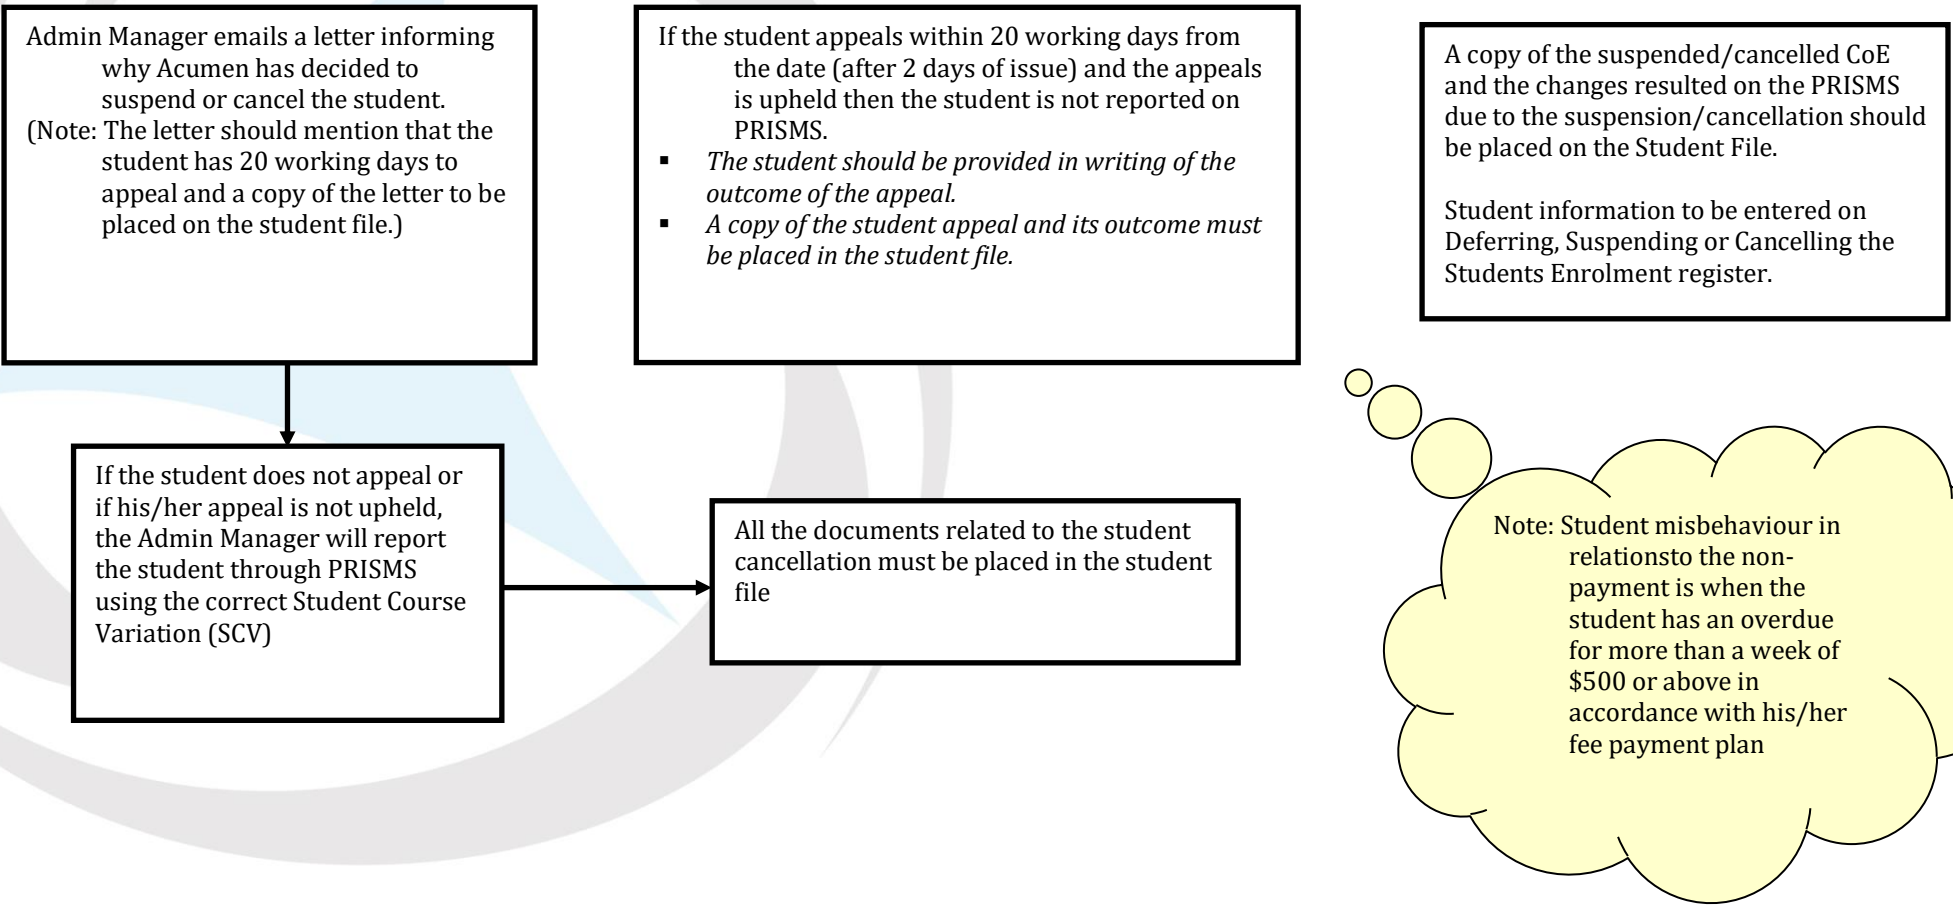 Admin Manager emails a letter informing
why Acumen has decided to
suspend or cancel the student.
(Note: The letter should mention that the
student has 20 working days to
appeal and a copy of the letter to be
placed on the student file.)
If the student appeals within 20 working days from
the date (after 2 days of issue) and the appeals
is upheld then the student is not reported on
PRISMS.
▪ The student should be provided in writing of the
outcome of the appeal.
▪ A copy of the student appeal and its outcome must
be placed in the student file.
A copy of the suspended/cancelled CoE
and the changes resulted on the PRISMS
due to the suspension/cancellation should
be placed on the Student File.
Student information to be entered on
Deferring, Suspending or Cancelling the
Students Enrolment register.
If the student does not appeal or
if his/her appeal is not upheld,
the Admin Manager will report
the student through PRISMS
using the correct Student Course
Variation (SCV)
All the documents related to the student
cancellation must be placed in the student
file
Note: Student misbehaviour in
relationsto the non-
payment is when the
student has an overdue
for more than a week of
$500 or above in
accordance with his/her
fee payment plan